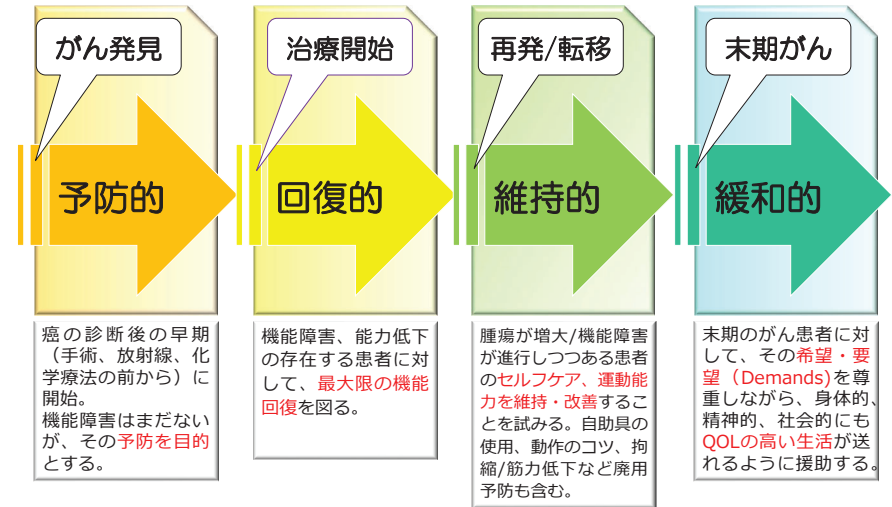 がん発見
予防的
癌の診断後の早期
（手術、放射線、化
学療法の前から）に
開始。
機能障害はまだない
が、その予防を目的
とする。
治療開始
回復的
機能障害、能力低下
の存在する患者に対
して、最大限の機能
回復を図る。
再発/転移
維持的
腫瘍が増大/機能障害
が進行しつつある患者
のセルフケア、運動能
力を維持・改善するこ
とを試みる。自助具の
使用、動作のコツ、拘
縮/筋力低下など廃用
予防も含む。
末期がん
緩和的
末期のがん患者に対
して、その希望・要
望（Demands)を尊
重しながら、身体的、
精神的、社会的にも
QOLの高い生活が送
れるように援助する。